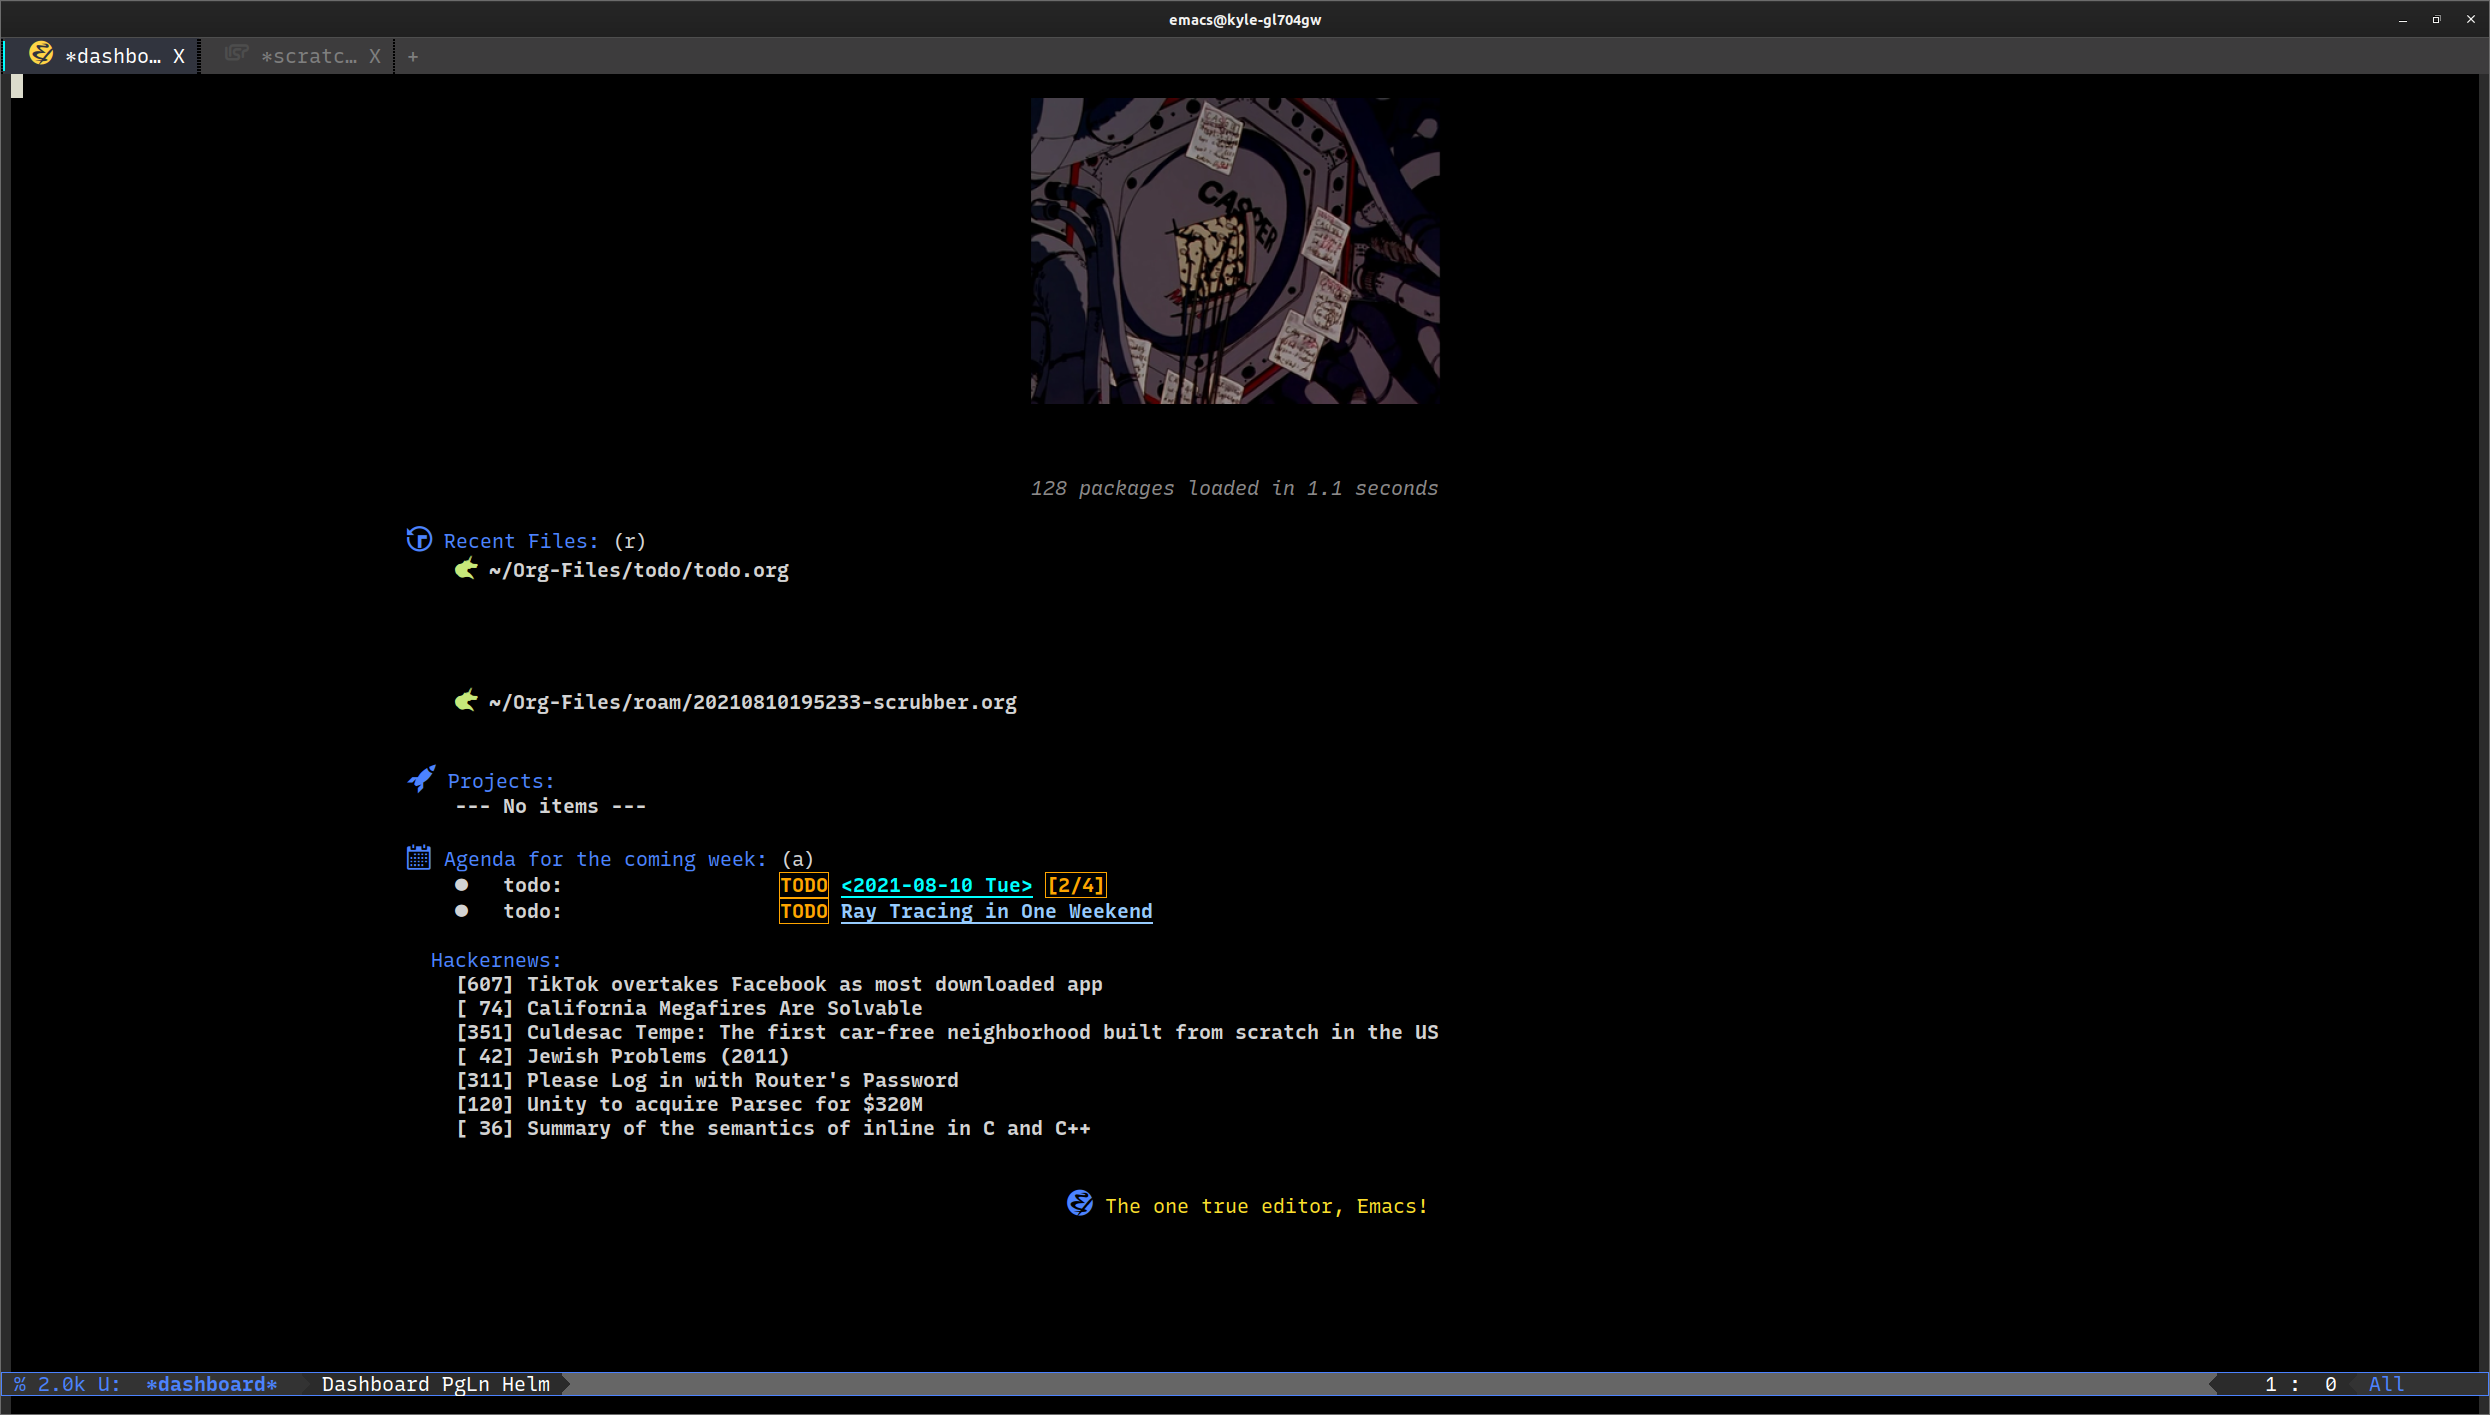 emacs@kyle-gl704gw
*dashbo… X *scratc… X +
CASPER
128 packages loaded in 1.1 seconds
Recent Files: (r)
~/Org-Files/todo/todo.org
~/Org-Files/roam/20210810195233-scrubber.org
Projects:
--- No items ---
Agenda for the coming week: (a)
todo: TODO <2021-08-10 Tue> [2/4]
todo: TODO Ray Tracing in One Weekend
Hackernews:
[607] TikTok overtakes Facebook as most downloaded app
[ 74] California Megafires Are Solvable
[351] Culdesac Tempe: The first car-free neighborhood built from scratch in the US
[ 42] Jewish Problems (2011)
[311] Please Log in with Router's Password
[120] Unity to acquire Parsec for $320M
[ 36] Summary of the semantics of inline in C and C++
The one true editor, Emacs!
% 2.0k U: *dashboard* Dashboard PgLn Helm 1 : 0 All